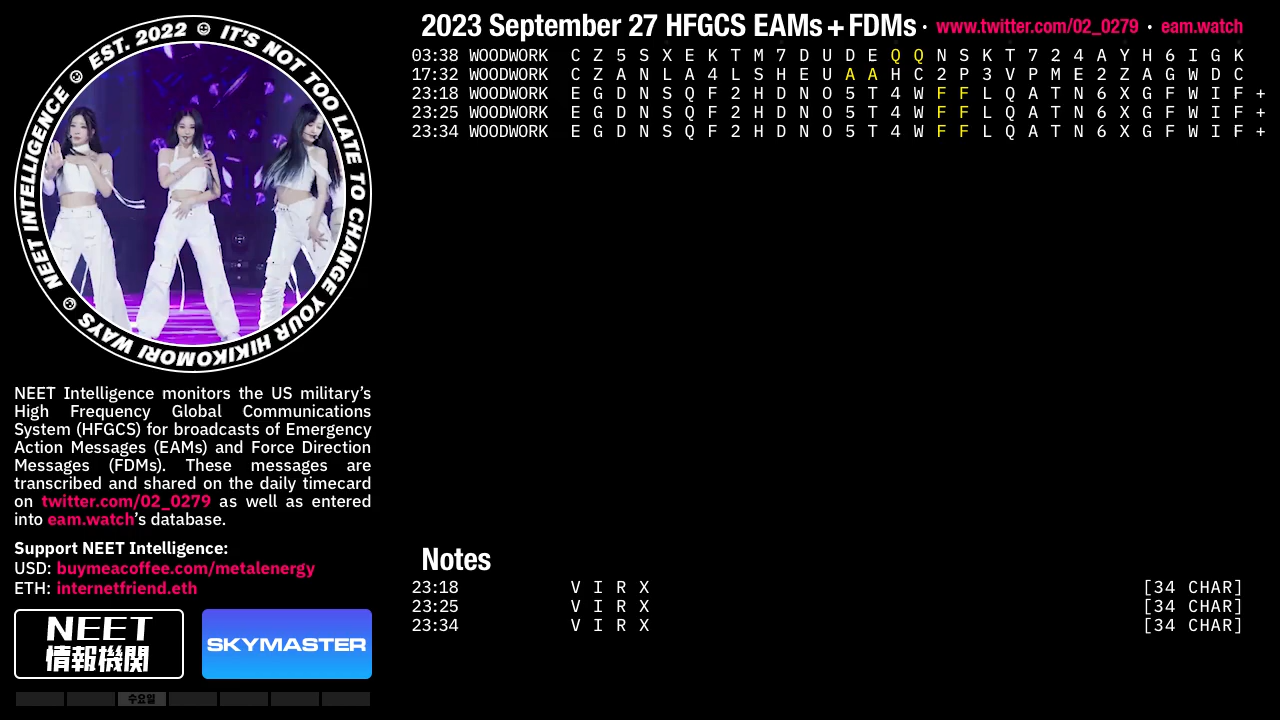 EST. 2022 ☺ IT'S NOT TOO LATE TO CHANGE YOUR HIKIKOMORI WAYS ☺ NEET INTELLIGENCE ☺
NEET Intelligence monitors the US military's
High Frequency Global Communications
System (HFGCS) for broadcasts of Emergency
Action Messages (EAMs) and Force Direction
Messages (FDMs). These messages are
transcribed and shared on the daily timecard
on twitter.com/02_0279 as well as entered
into eam.watch's database.
Support NEET Intelligence:
USD: buymeacoffee.com/metalenergy
ETH: internetfriend.eth
NEET
情報機関
SKYMASTER
수요일
2023 September 27 HFGCS EAMs + FDMs · www.twitter.com/02_0279 · eam.watch
03:38 WOODWORK C Z 5 S X E K T M 7 D U D E Q Q N S K T 7 2 4 A Y H 6 I G K
17:32 WOODWORK C Z A N L A 4 L S H E U A A H C 2 P 3 V P M E 2 Z A G W D C
23:18 WOODWORK E G D N S Q F 2 H D N O 5 T 4 W F F L Q A T N 6 X G F W I F +
23:25 WOODWORK E G D N S Q F 2 H D N O 5 T 4 W F F L Q A T N 6 X G F W I F +
23:34 WOODWORK E G D N S Q F 2 H D N O 5 T 4 W F F L Q A T N 6 X G F W I F +
Notes
23:18 V I R X [34 CHAR]
23:25 V I R X [34 CHAR]
23:34 V I R X [34 CHAR]